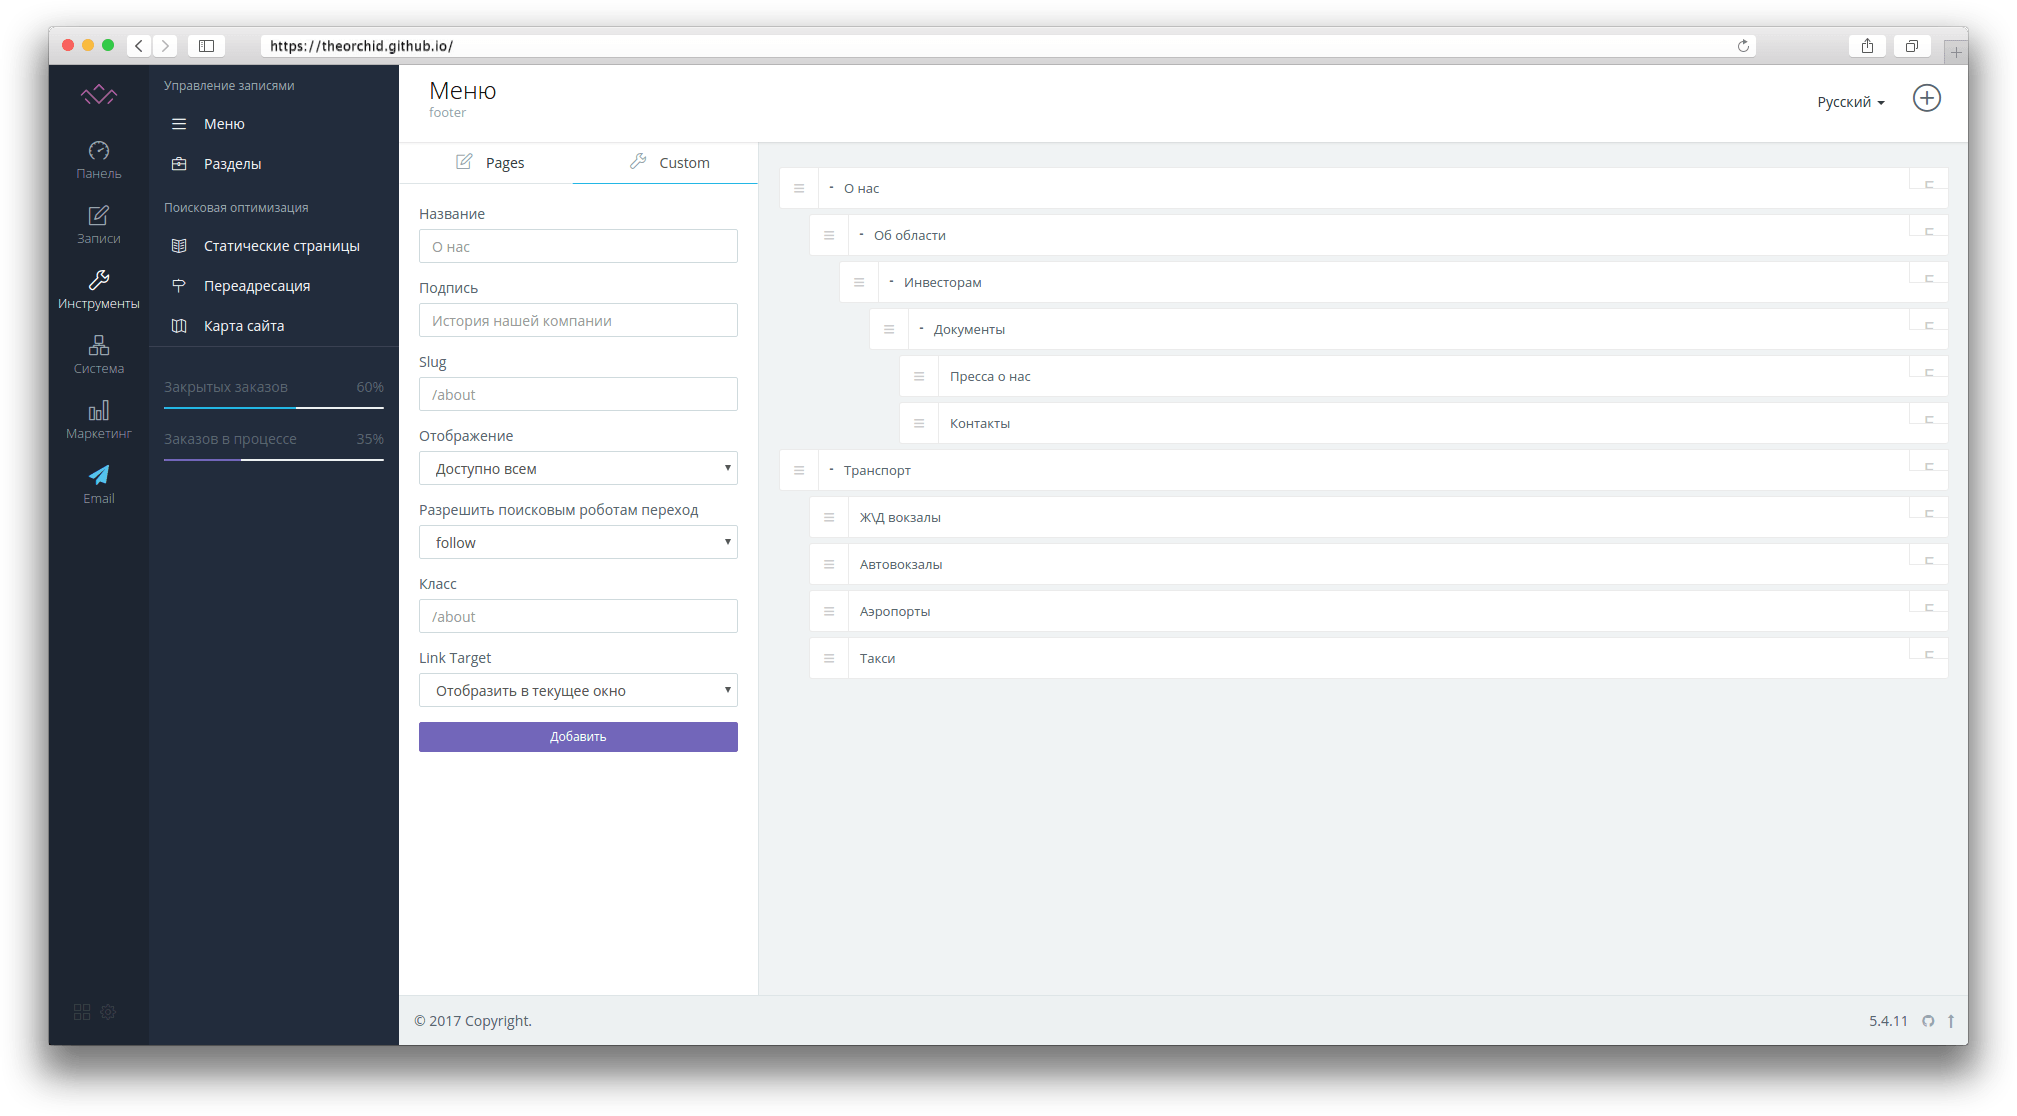 https://theorchid.github.io/
Панель
Записи
Инструменты
Система
Маркетинг
Email
Управление записями
Меню
Разделы
Поисковая оптимизация
Статические страницы
Переадресация
Карта сайта
Закрытых заказов 60%
Заказов в процессе 35%
Меню
footer
Русский
Pages Custom
Название
О нас
Подпись
История нашей компании
Slug
/about
Отображение
Доступно всем
Разрешить поисковым роботам переход
follow
Класс
/about
Link Target
Отобразить в текущее окно
Добавить
- О нас
- Об области
- Инвесторам
- Документы
Пресса о нас
Контакты
- Транспорт
Ж\Д вокзалы
Автовокзалы
Аэропорты
Такси
© 2017 Copyright.
5.4.11